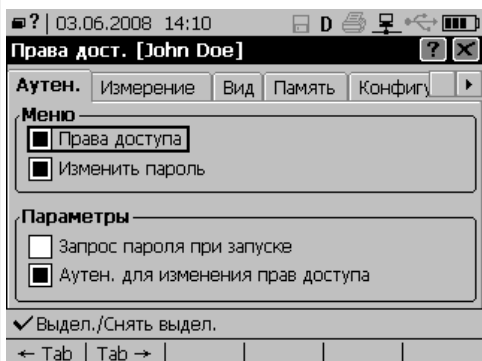 ? 03.06.2008 14:10 D
Права дост. [John Doe] ?
Аутен. Измерение Вид Память Конфигу
Меню
Права доступа
Изменить пароль
Параметры
Запрос пароля при запуске
Аутен. для изменения прав доступа
Выдел./Снять выдел.
← Tab Tab →